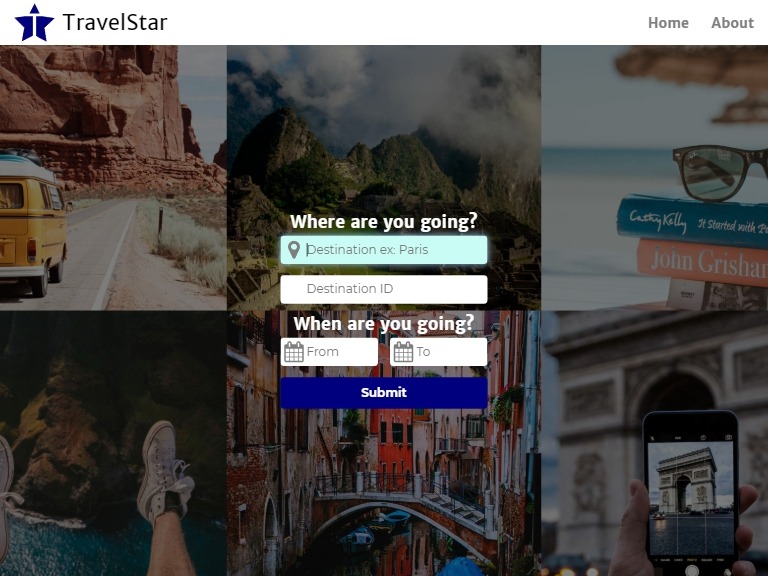 TravelStar
Home
About
Where are you going?
Destination ex: Paris
Destination ID
When are you going?
From
To
Submit
Cathy Kelly
It Started with
John Grisham